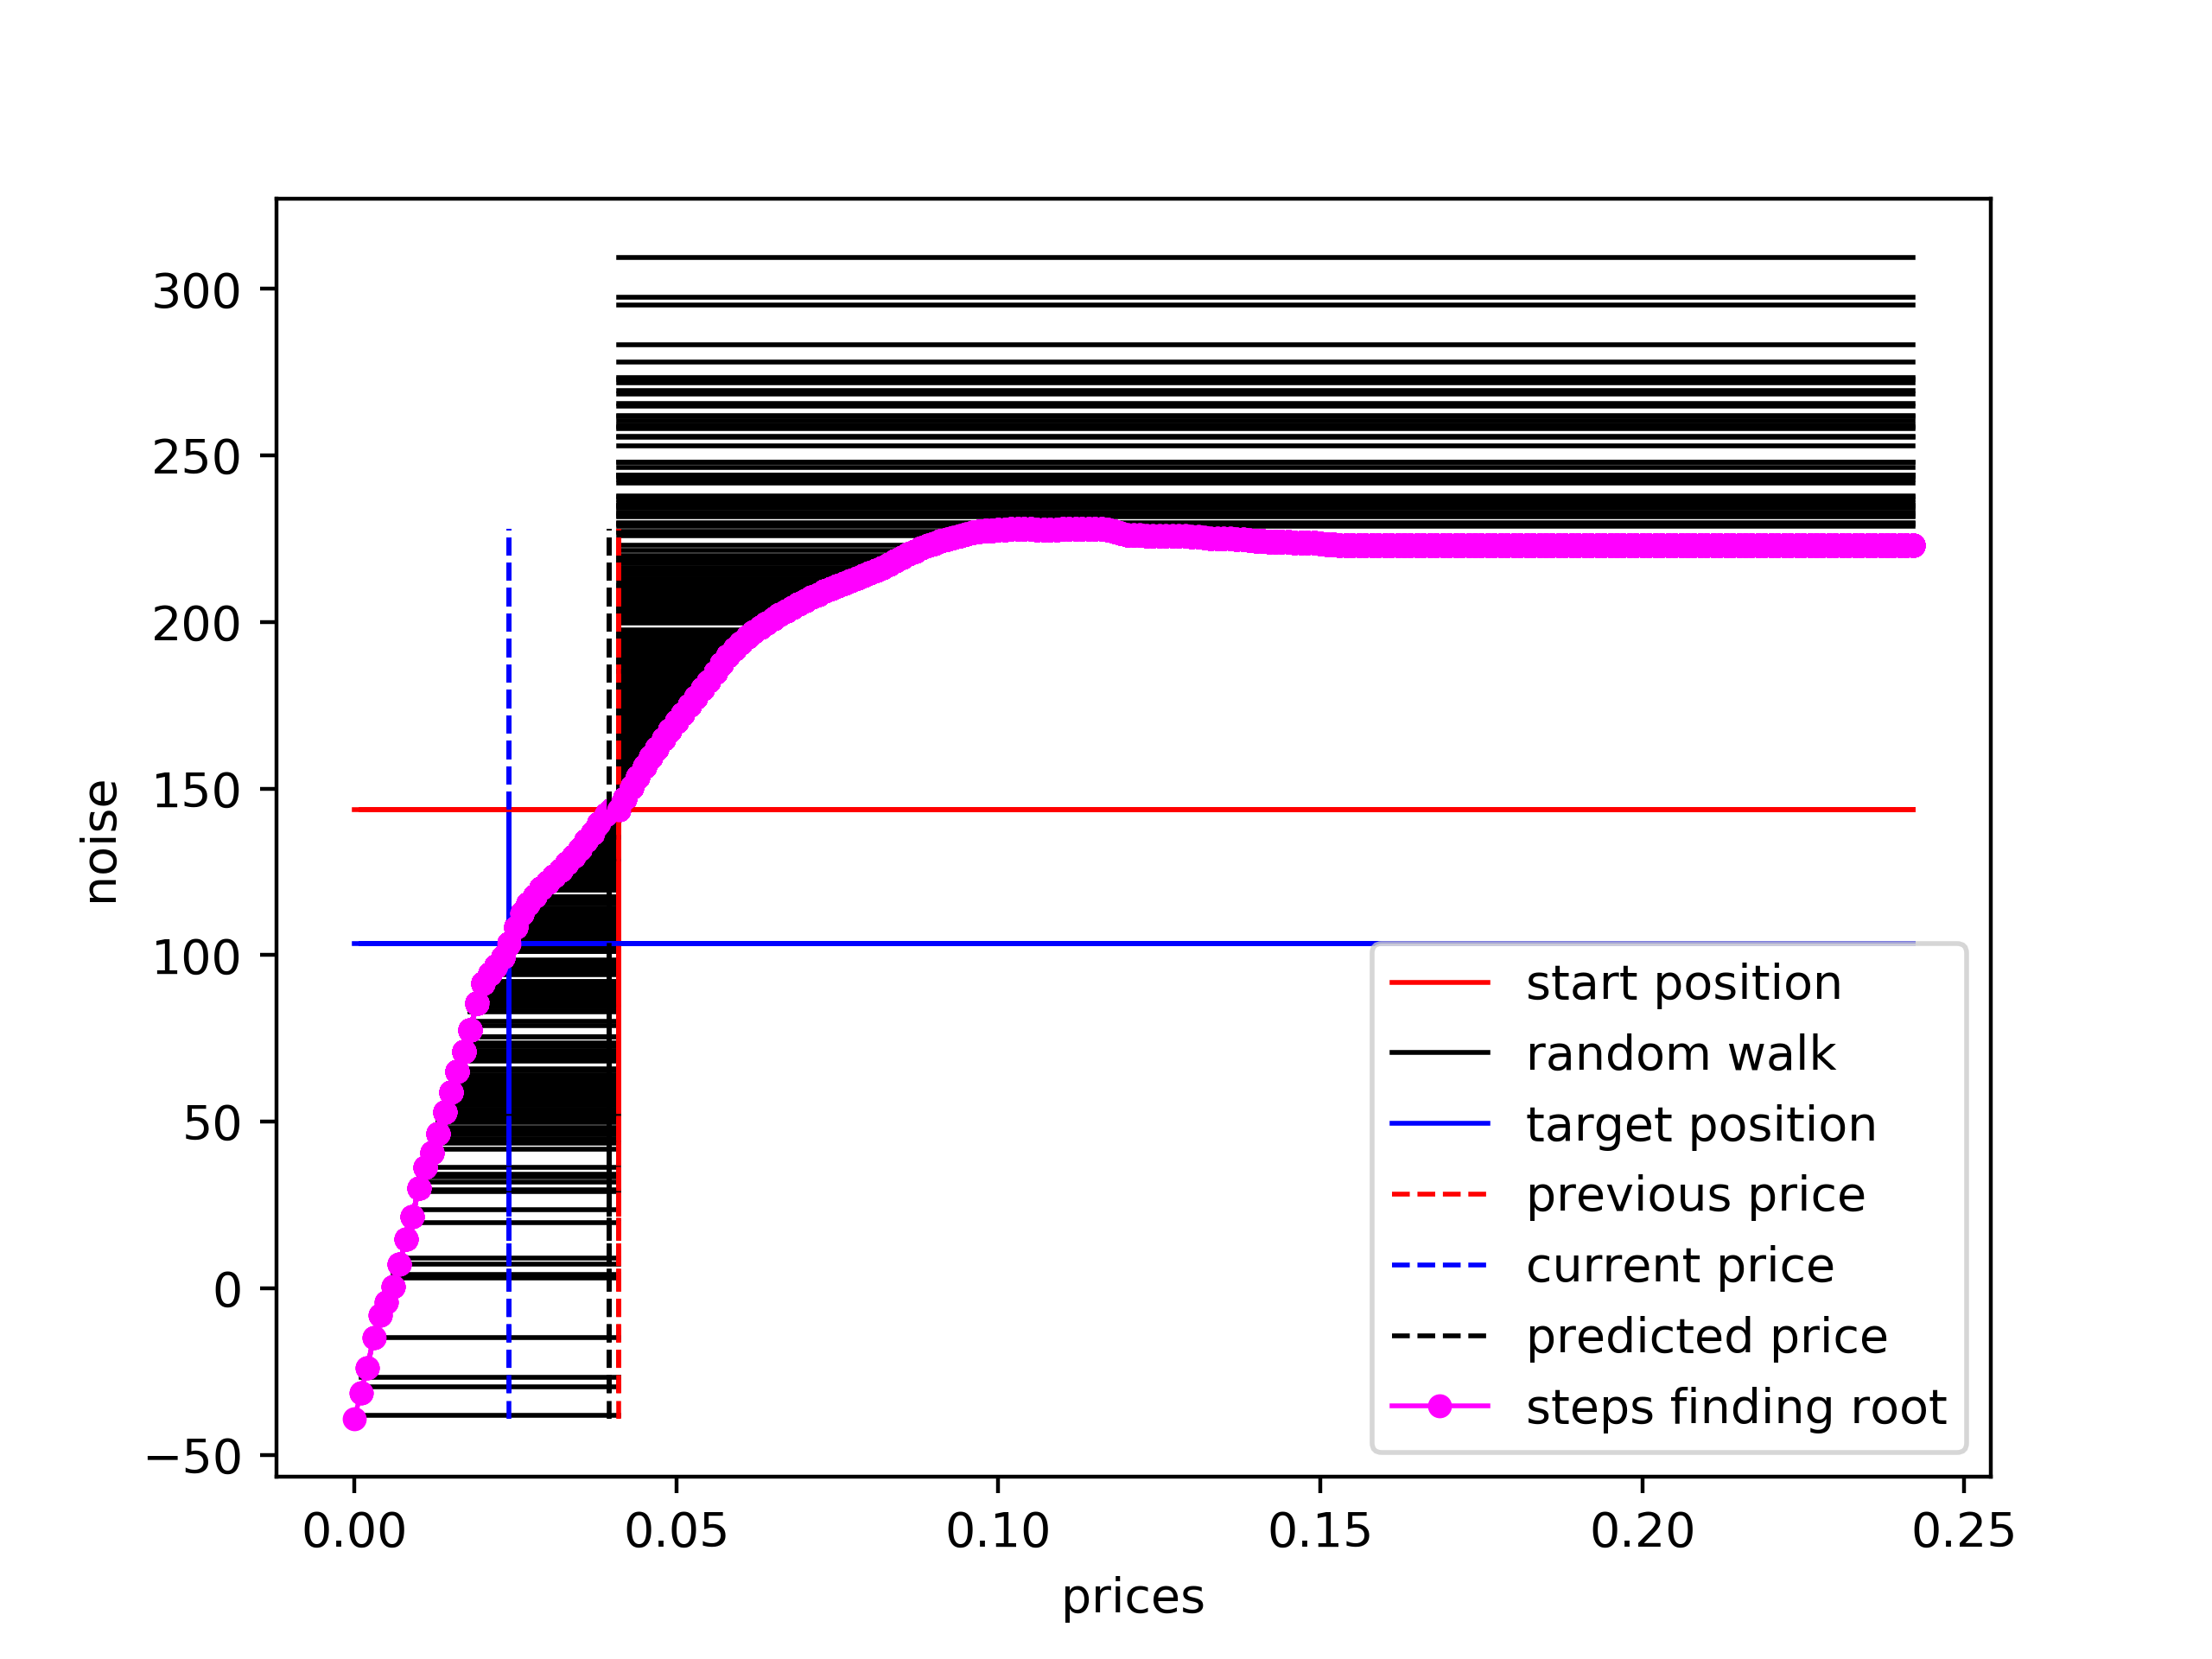 300
250
200
150
100
50
0
−50
noise
0.00
0.05
0.10
0.15
0.20
0.25
prices
start position
random walk
target position
previous price
current price
predicted price
steps finding root